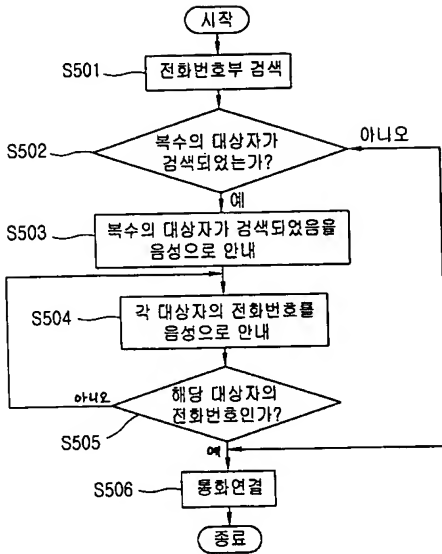 시작
S501
전화번호부 검색
S502
복수의 대상자가
검색되었는가?
아니오
예
S503
복수의 대상자가 검색되었음을
음성으로 안내
S504
각 대상자의 전화번호를
음성으로 안내
아니오
해당 대상자의
전화번호인가?
S505
예
S506
통화연결
종료